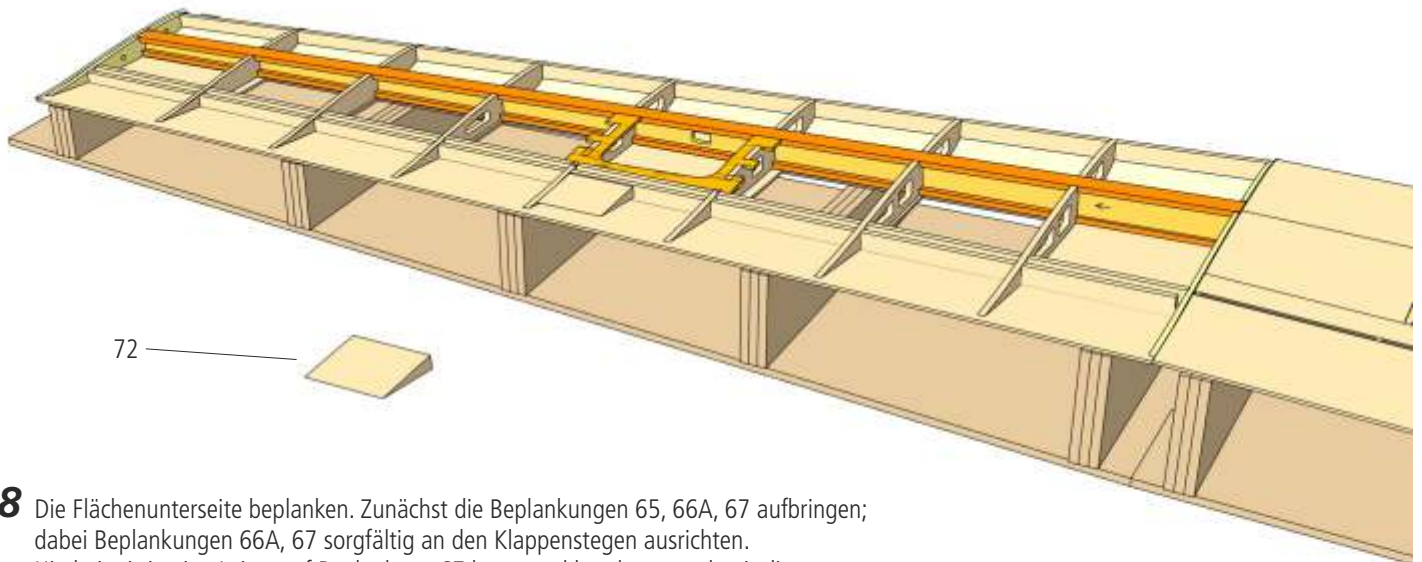 72
8 Die Flächenunterseite beplanken. Zunächst die Beplankungen 65, 66A, 67 aufbringen;
dabei Beplankungen 66A, 67 sorgfältig an den Klappenstegen ausrichten.